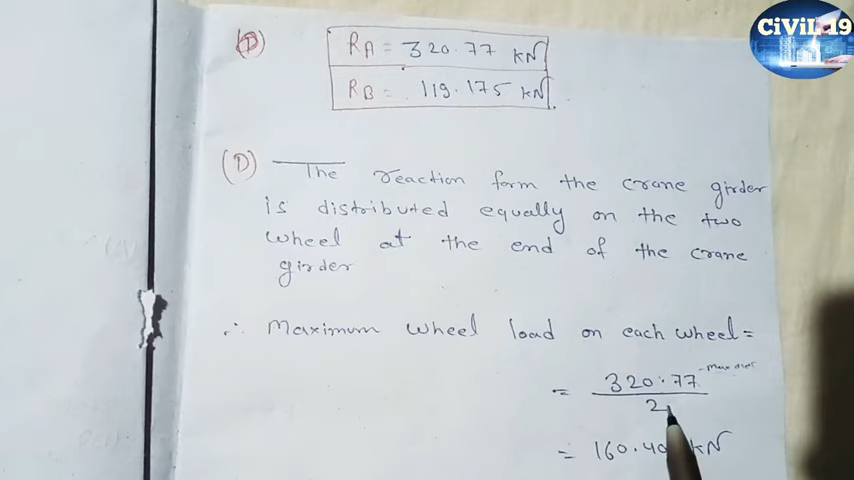 CiViL 19
RA = 320.77 kN
RB = 119.175 kN
(D) The reaction form the crane girder
is distributed equally on the two
wheel at the end of the crane
girder
∴ Maximum wheel load on each wheel =
= 320.77
2
= 160.40 kN